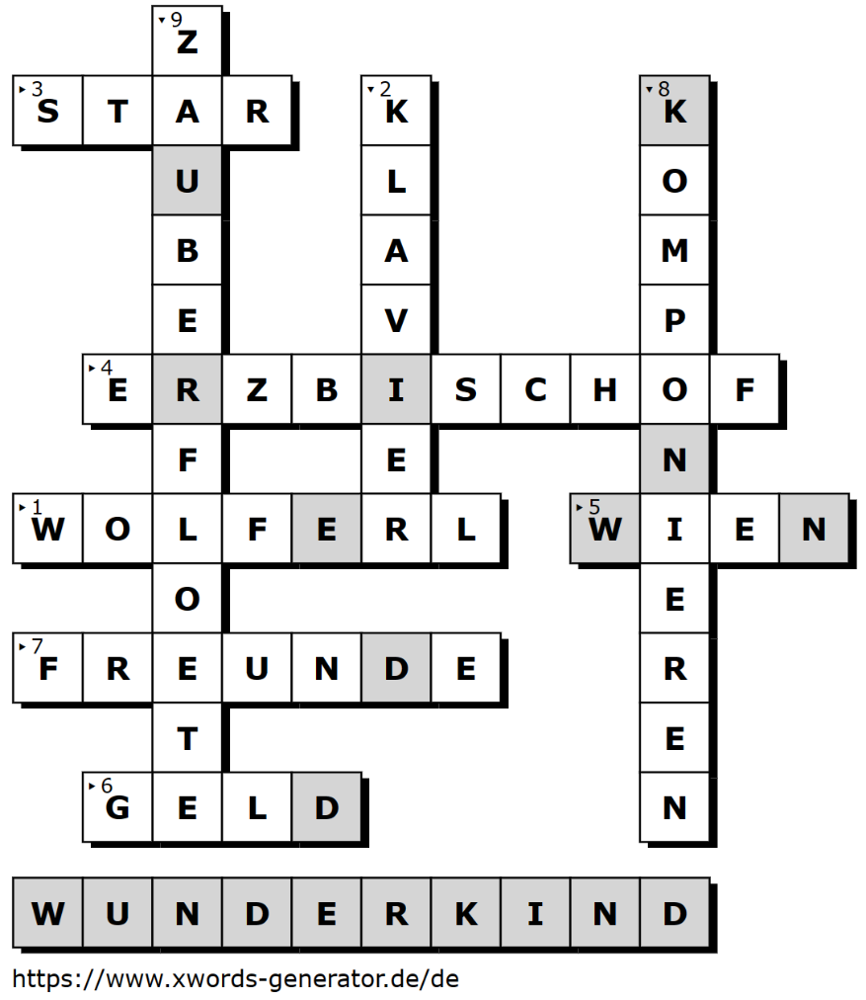 9 Z
3 S T A R 2 K 8 K
U L O
B A M
E V P
4 E R Z B I S C H O F
F E N
1 W O L F E R L 5 W I E N
O E
7 F R E U N D E R
T E
6 G E L D N
W U N D E R K I N D
https://www.xwords-generator.de/de